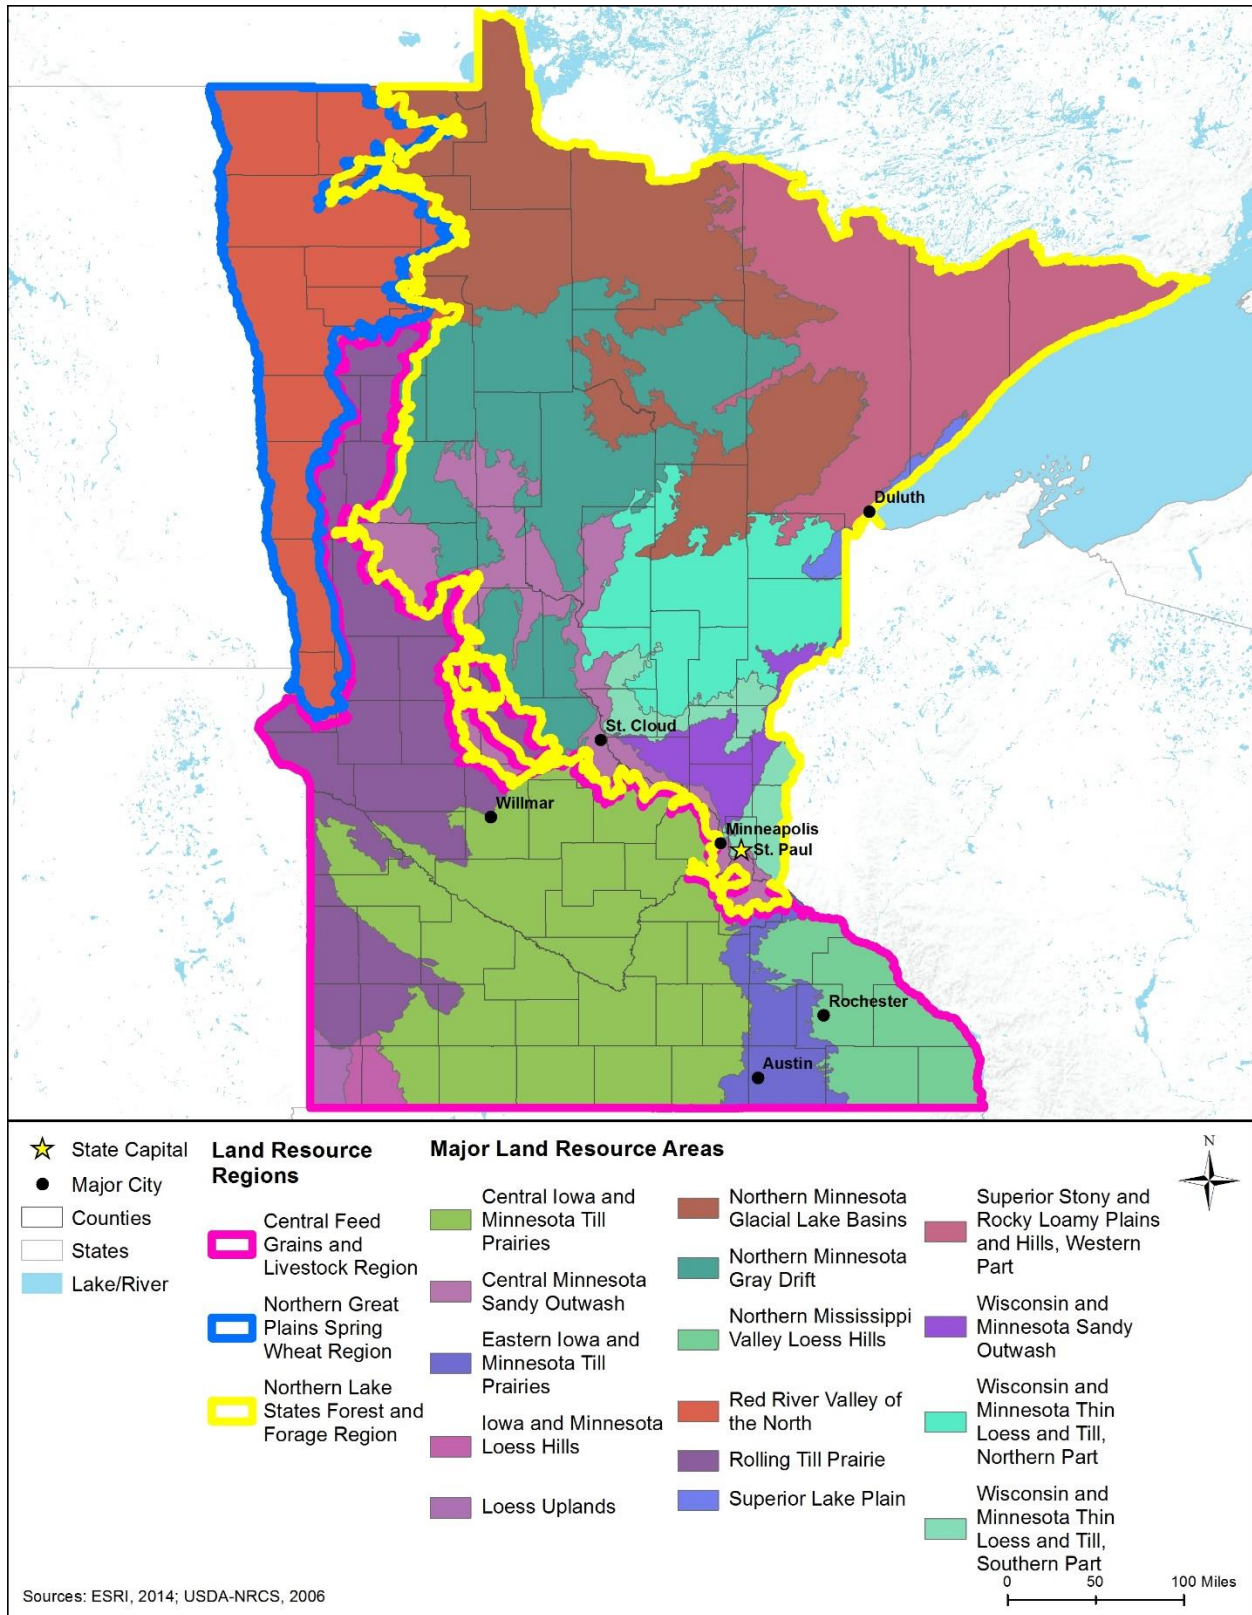 Duluth
St. Cloud
Willmar
Minneapolis
St. Paul
Rochester
Austin
State Capital
Major City
Counties
States
Lake/River
Land Resource
Regions
Central Feed
Grains and
Livestock Region
Northern Great
Plains Spring
Wheat Region
Northern Lake
States Forest and
Forage Region
Major Land Resource Areas
Central Iowa and
Minnesota Till
Prairies
Central Minnesota
Sandy Outwash
Eastern Iowa and
Minnesota Till
Prairies
Iowa and Minnesota
Loess Hills
Loess Uplands
Northern Minnesota
Glacial Lake Basins
Northern Minnesota
Gray Drift
Northern Mississippi
Valley Loess Hills
Red River Valley of
the North
Rolling Till Prairie
Superior Lake Plain
Superior Stony and
Rocky Loamy Plains
and Hills, Western
Part
Wisconsin and
Minnesota Sandy
Outwash
Wisconsin and
Minnesota Thin
Loess and Till,
Northern Part
Wisconsin and
Minnesota Thin
Loess and Till,
Southern Part
N
0 50 100 Miles
Sources: ESRI, 2014; USDA-NRCS, 2006